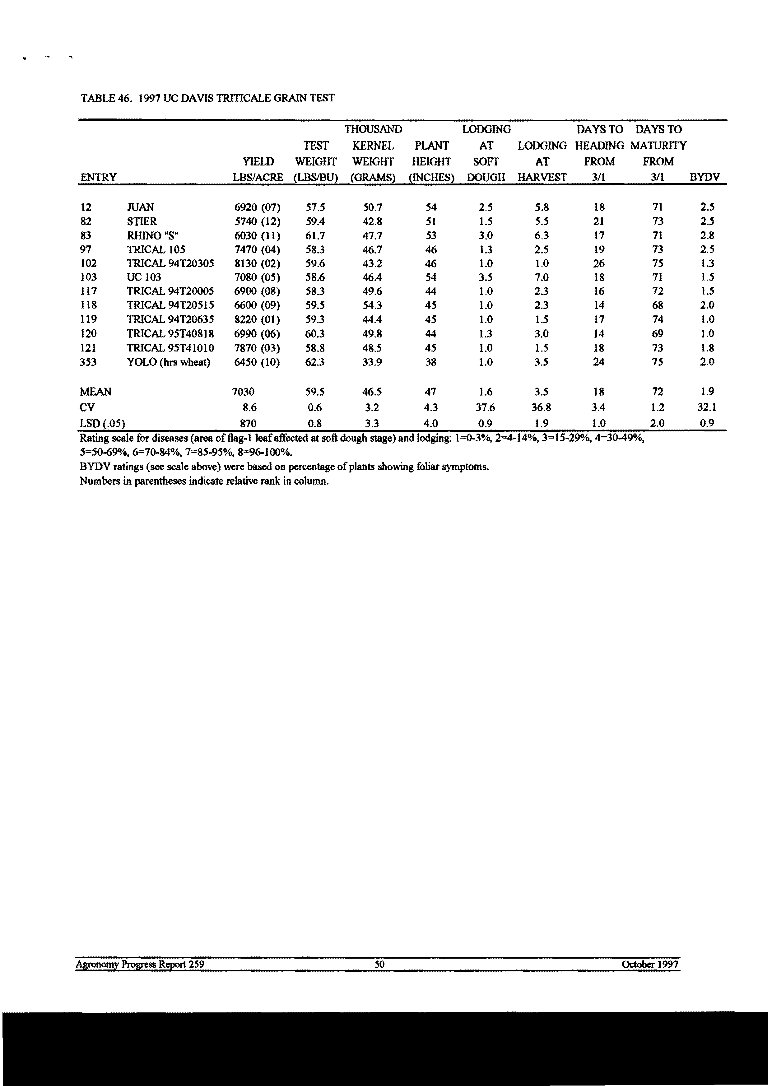 TABLE 46. 1997 UC DAVIS TRITICALE GRAIN TEST
THOUSAND LODGING DAYS TO DAYS TO
TEST KERNEL PLANT AT LODGING HEADING MATURITY
YIELD WEIGHT WEIGHT HEIGHT SOFT AT FROM FROM
ENTRY LBS/ACRE (LBS/BU) (GRAMS) (INCHES) DOUGH HARVEST 3/1 3/1 BYDV
12 JUAN 6920 (07) 57.5 50.7 54 2.5 5.8 18 71 2.5
82 STIER 5740 (12) 59.4 42.8 51 1.5 5.5 21 73 2.5
83 RHINO "S" 6030 (11) 61.7 47.7 53 3.0 6.3 17 71 2.8
97 TRICAL 105 7470 (04) 58.3 46.7 46 1.3 2.5 19 73 2.5
102 TRICAL 94T20305 8130 (02) 59.6 43.2 46 1.0 1.0 26 75 1.3
103 UC 103 7080 (05) 58.6 46.4 54 3.5 7.0 18 71 1.5
117 TRICAL 94T20005 6900 (08) 58.3 49.6 44 1.0 2.3 16 72 1.5
118 TRICAL 94T20515 6600 (09) 59.5 54.3 45 1.0 2.3 14 68 2.0
119 TRICAL 94T20635 8220 (01) 59.3 44.4 45 1.0 1.5 17 74 1.0
120 TRICAL 95T40818 6990 (06) 60.3 49.8 44 1.3 3.0 14 69 1.0
121 TRICAL 95T41010 7870 (03) 58.8 48.5 45 1.0 1.5 18 73 1.8
353 YOLO (hrs wheat) 6450 (10) 62.3 33.9 38 1.0 3.5 24 75 2.0
MEAN 7030 59.5 46.5 47 1.6 3.5 18 72 1.9
CV 8.6 0.6 3.2 4.3 37.6 36.8 3.4 1.2 32.1
LSD (.05) 870 0.8 3.3 4.0 0.9 1.9 1.0 2.0 0.9
Rating scale for diseases (area of flag-1 leaf affected at soft dough stage) and lodging: 1=0-3%, 2=4-14%, 3=15-29%, 4=30-49%,
5=50-69%, 6=70-84%, 7=85-95%, 8=96-100%.
BYDV ratings (see scale above) were based on percentage of plants showing foliar symptoms.
Numbers in parentheses indicate relative rank in column.
Agronomy Progress Report 259 50 October 1997